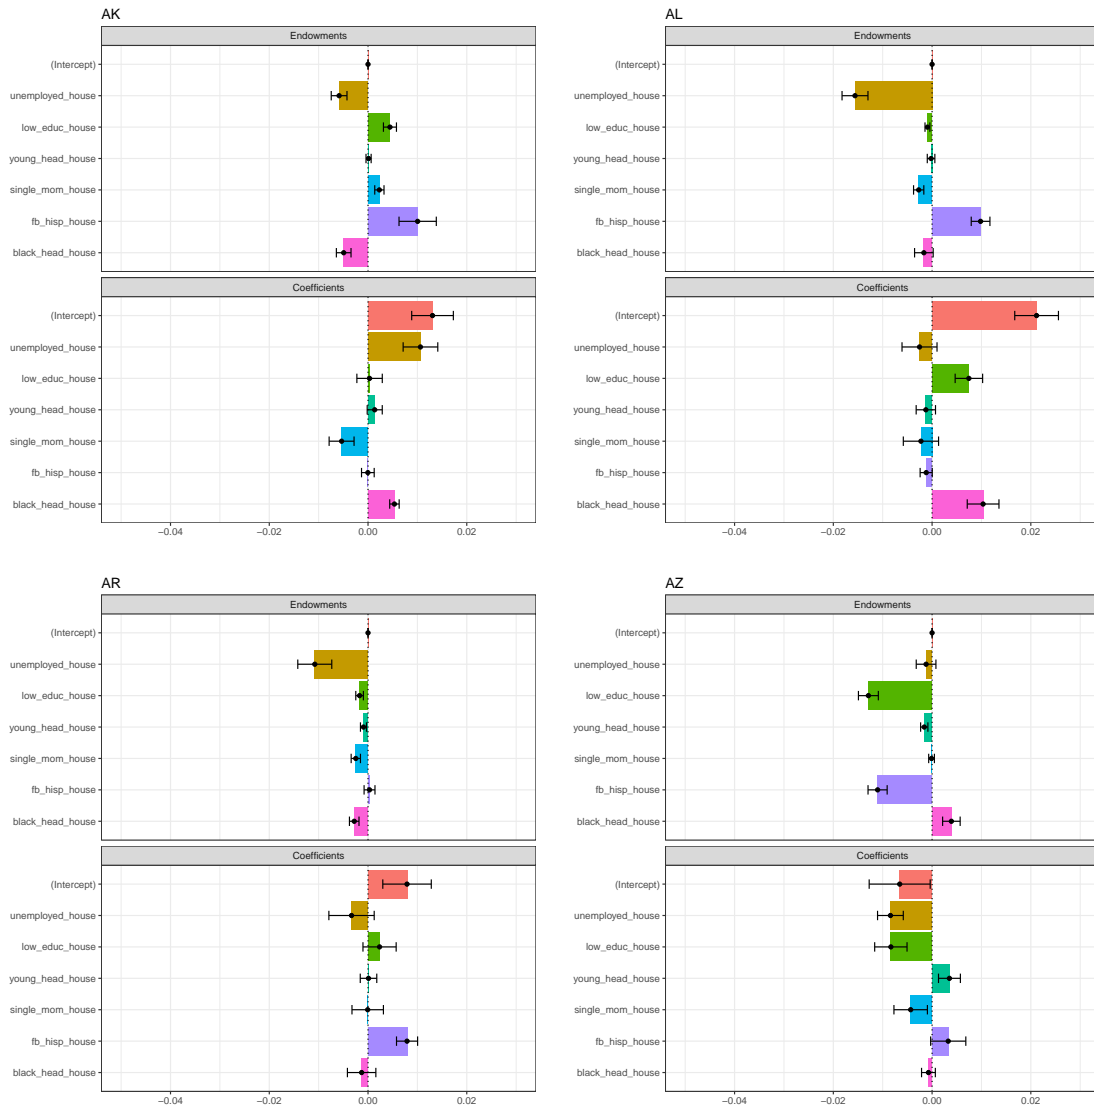 AK
Endowments
(Intercept)
unemployed_house
low_educ_house
young_head_house
single_mom_house
fb_hisp_house
black_head_house
Coefficients
(Intercept)
unemployed_house
low_educ_house
young_head_house
single_mom_house
fb_hisp_house
black_head_house
−0.04 −0.02 0.00 0.02
AL
Endowments
(Intercept)
unemployed_house
low_educ_house
young_head_house
single_mom_house
fb_hisp_house
black_head_house
Coefficients
(Intercept)
unemployed_house
low_educ_house
young_head_house
single_mom_house
fb_hisp_house
black_head_house
−0.04 −0.02 0.00 0.02
AR
Endowments
(Intercept)
unemployed_house
low_educ_house
young_head_house
single_mom_house
fb_hisp_house
black_head_house
Coefficients
(Intercept)
unemployed_house
low_educ_house
young_head_house
single_mom_house
fb_hisp_house
black_head_house
−0.04 −0.02 0.00 0.02
AZ
Endowments
(Intercept)
unemployed_house
low_educ_house
young_head_house
single_mom_house
fb_hisp_house
black_head_house
Coefficients
(Intercept)
unemployed_house
low_educ_house
young_head_house
single_mom_house
fb_hisp_house
black_head_house
−0.04 −0.02 0.00 0.02